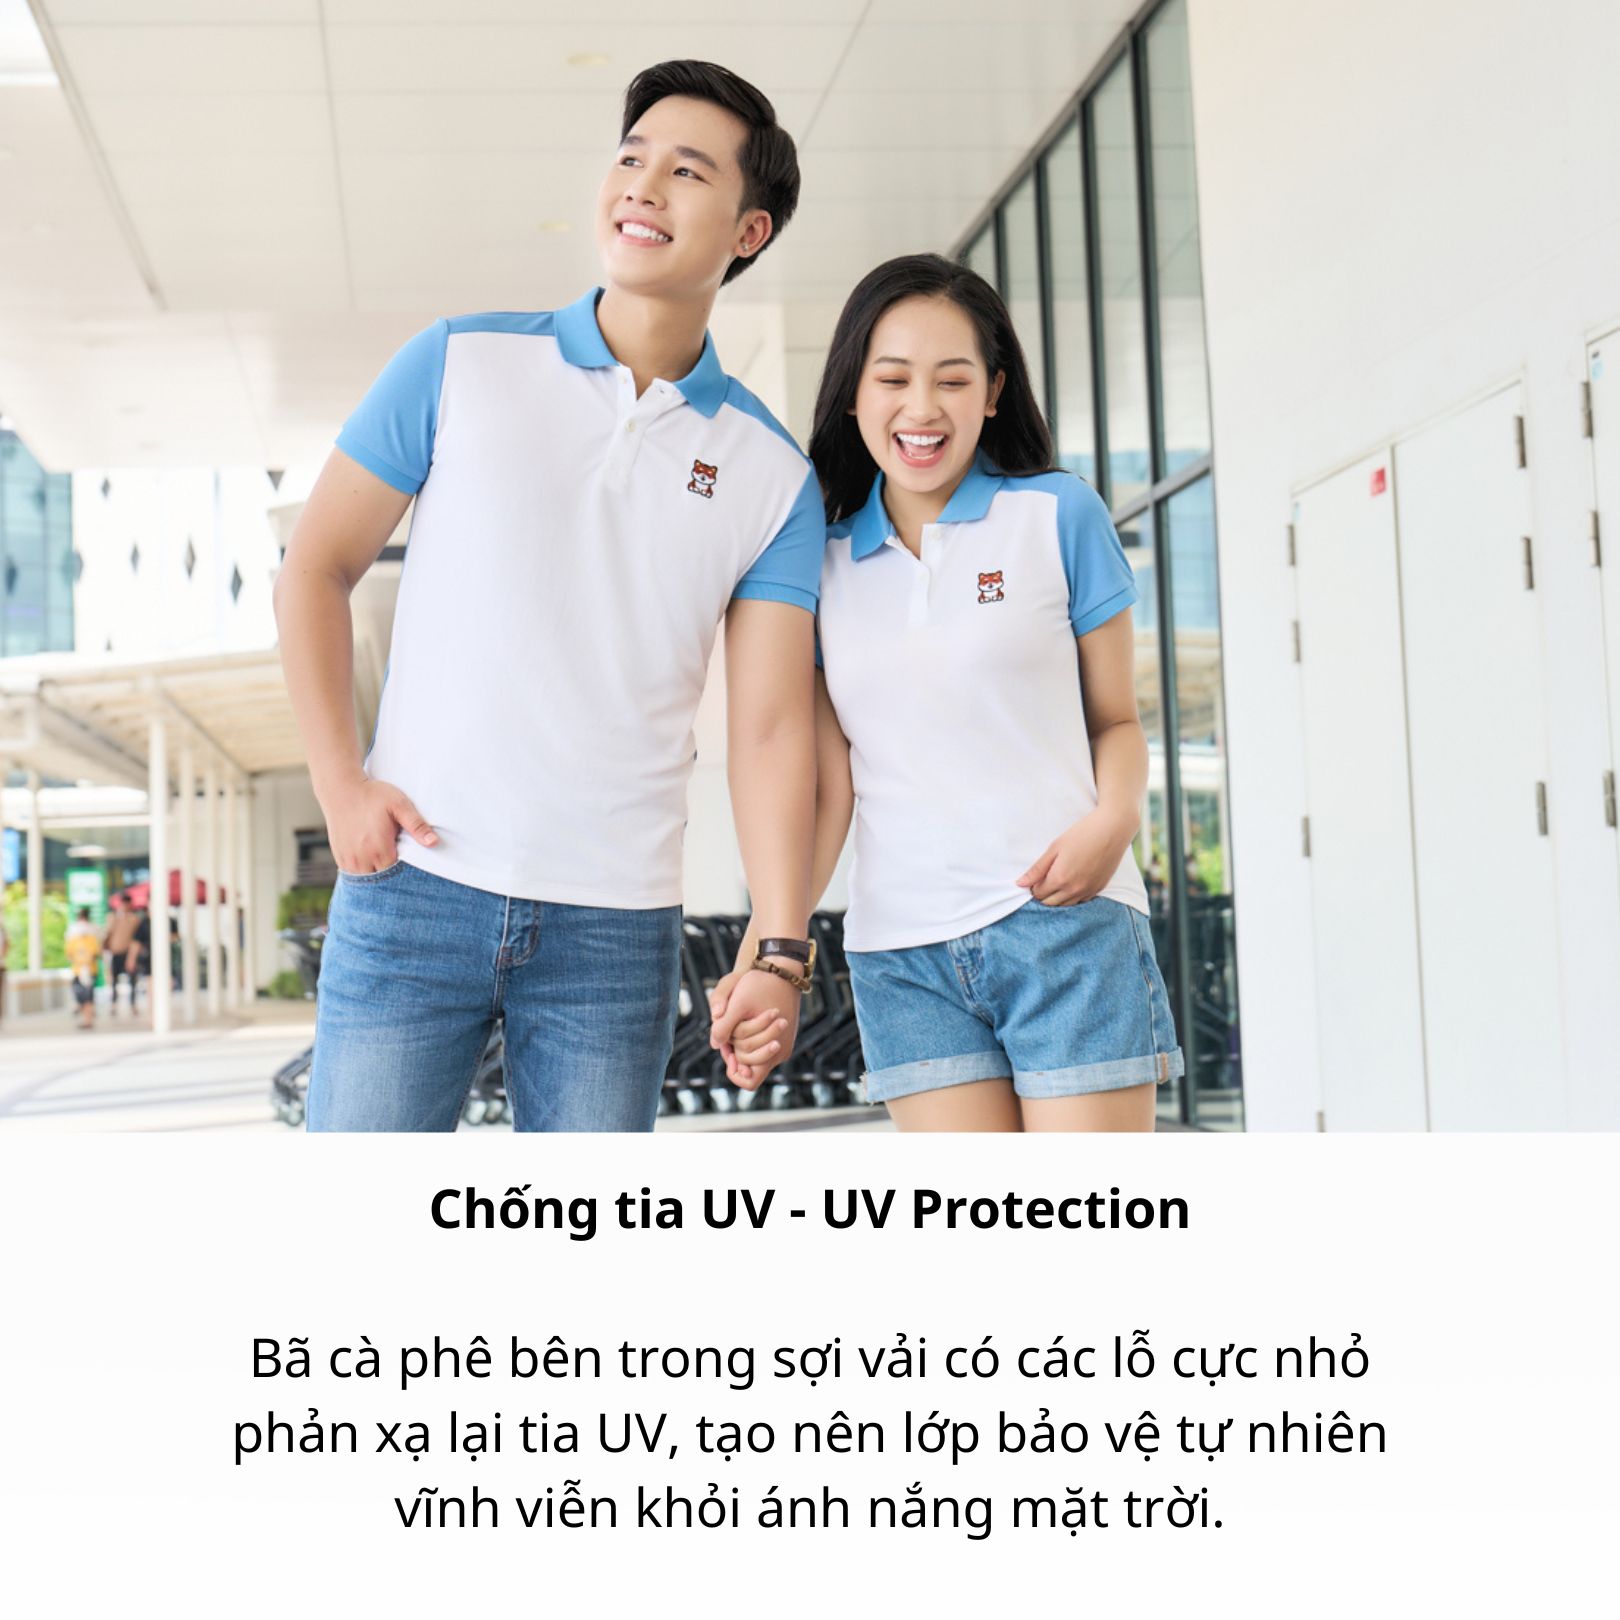 Chống tia UV - UV Protection
Bã cà phê bên trong sợi vải có các lỗ cực nhỏ
phản xạ lại tia UV, tạo nên lớp bảo vệ tự nhiên
vĩnh viễn khỏi ánh nắng mặt trời.